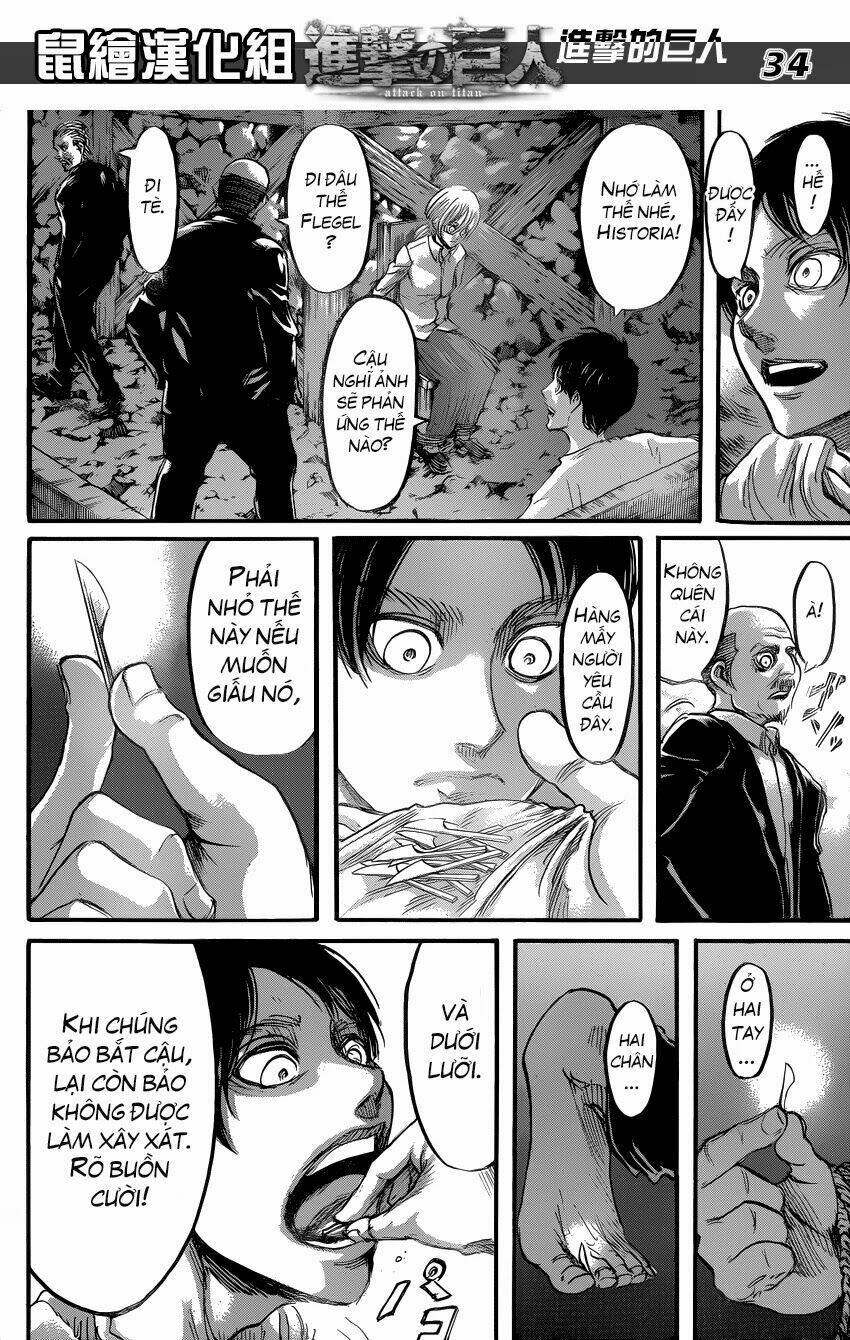 鼠繪漢化組
進撃の巨人
attack on titan
進擊的巨人
34
...
HẾ!
ĐƯỢC
ĐẤY
!
NHỚ LÀM
THẾ NHÉ,
HISTORIA!
ĐI ĐÂU
THẾ
FLEGEL
?
ĐI
TÈ.
CẬU
NGHĨ ẢNH
SẼ PHẢN
ỨNG THẾ
NÀO?
À!
KHÔNG
QUÊN
CÁI
NÀY.
HÀNG
MẤY
NGƯỜI
YÊU
CẦU
ĐÂY.
PHẢI
NHỎ THẾ
NÀY NẾU
MUỐN
GIẤU NÓ,
Ở
HAI
TAY
...
HAI
CHÂN
...
VÀ
DƯỚI
LƯỠI.
KHI CHÚNG
BẢO BẮT CẬU,
LẠI CÒN BẢO
KHÔNG ĐƯỢC
LÀM XÂY XÁT.
RÕ BUỒN
CƯỜI!